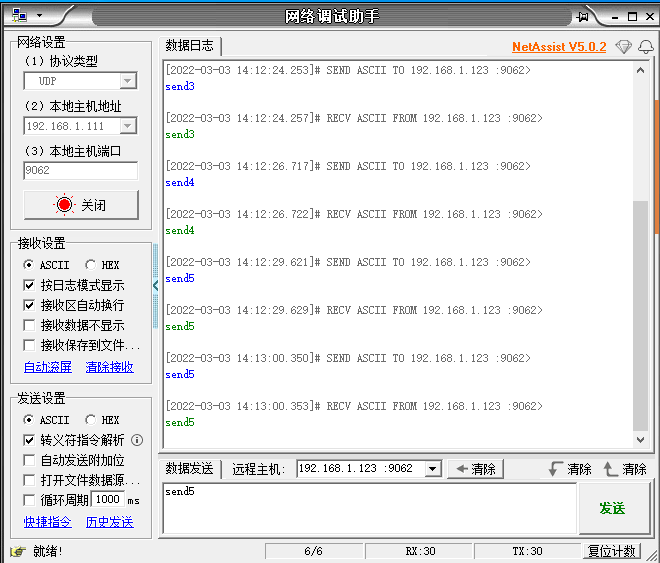 网络调试助手
网络设置
(1) 协议类型
UDP
(2) 本地主机地址
192.168.1.111
(3) 本地主机端口
9062
关闭
接收设置
ASCII HEX
按日志模式显示
接收区自动换行
接收数据不显示
接收保存到文件...
自动滚屏 清除接收
发送设置
ASCII HEX
转义符指令解析
自动发送附加位
打开文件数据源...
循环周期 1000 ms
快捷指令 历史发送
数据日志 NetAssist V5.0.2
[2022-03-03 14:12:24.253]# SEND ASCII TO 192.168.1.123 :9062>
send3
[2022-03-03 14:12:24.257]# RECV ASCII FROM 192.168.1.123 :9062>
send3
[2022-03-03 14:12:26.717]# SEND ASCII TO 192.168.1.123 :9062>
send4
[2022-03-03 14:12:26.722]# RECV ASCII FROM 192.168.1.123 :9062>
send4
[2022-03-03 14:12:29.621]# SEND ASCII TO 192.168.1.123 :9062>
send5
[2022-03-03 14:12:29.629]# RECV ASCII FROM 192.168.1.123 :9062>
send5
[2022-03-03 14:13:00.350]# SEND ASCII TO 192.168.1.123 :9062>
send5
[2022-03-03 14:13:00.353]# RECV ASCII FROM 192.168.1.123 :9062>
send5
数据发送 远程主机: 192.168.1.123 :9062 清除 清除 清除
send5
发送
就绪! 6/6 RX:30 TX:30 复位计数